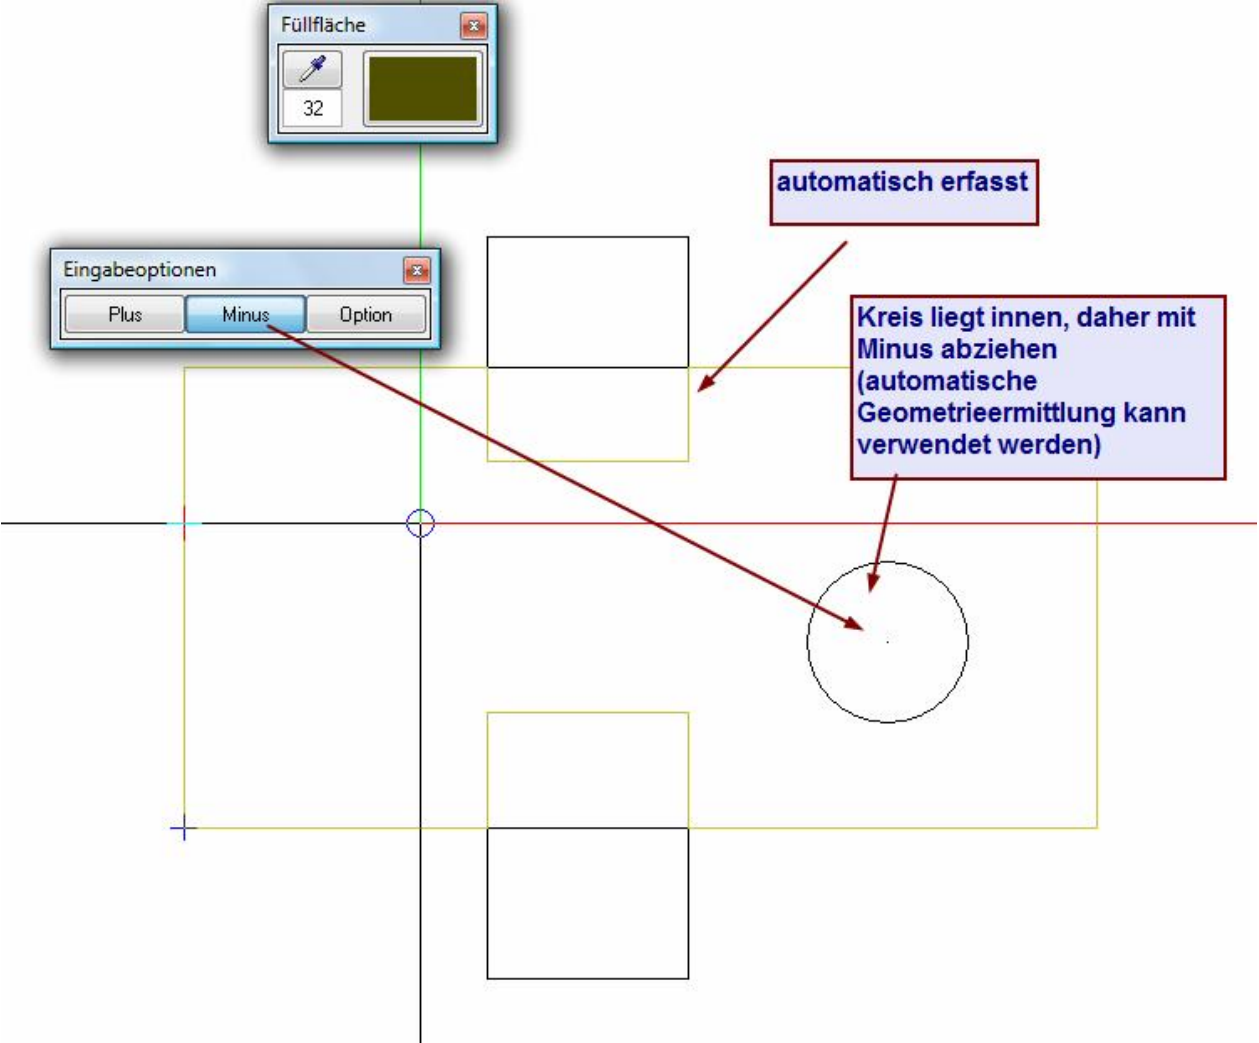 Füllfläche
32
automatisch erfasst
Eingabeoptionen
Plus
Minus
Option
Kreis liegt innen, daher mit
Minus abziehen
(automatische
Geometrieermittlung kann
verwendet werden)